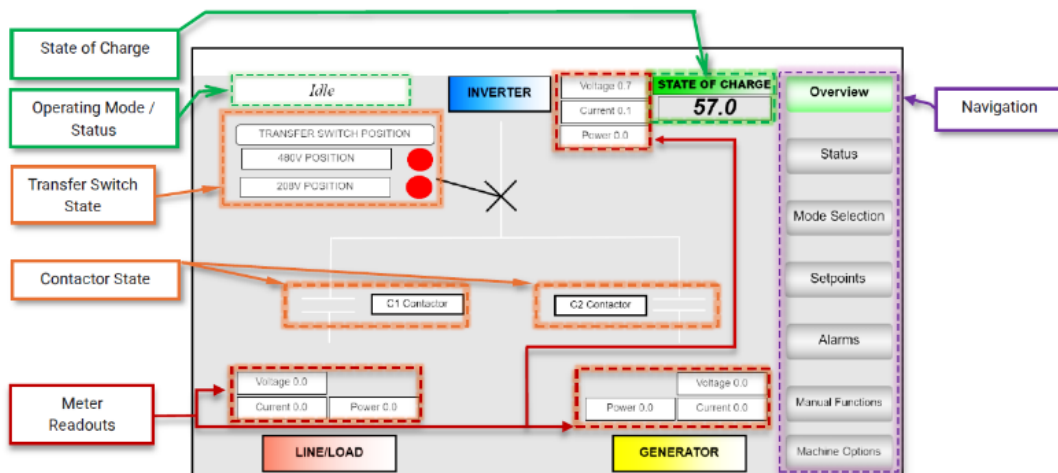 State of Charge
Operating Mode /
Status
Transfer Switch
State
Contactor State
Meter
Readouts
Idle
TRANSFER SWITCH POSITION
480V POSITION
208V POSITION
INVERTER
Voltage 0.7
Current 0.1
Power 0.0
STATE OF CHARGE
57.0
C1 Contactor
C2 Contactor
Voltage 0.0
Current 0.0 Power 0.0
LINE/LOAD
Voltage 0.0
Power 0.0 Current 0.0
GENERATOR
Overview
Status
Mode Selection
Setpoints
Alarms
Manual Functions
Machine Options
Navigation